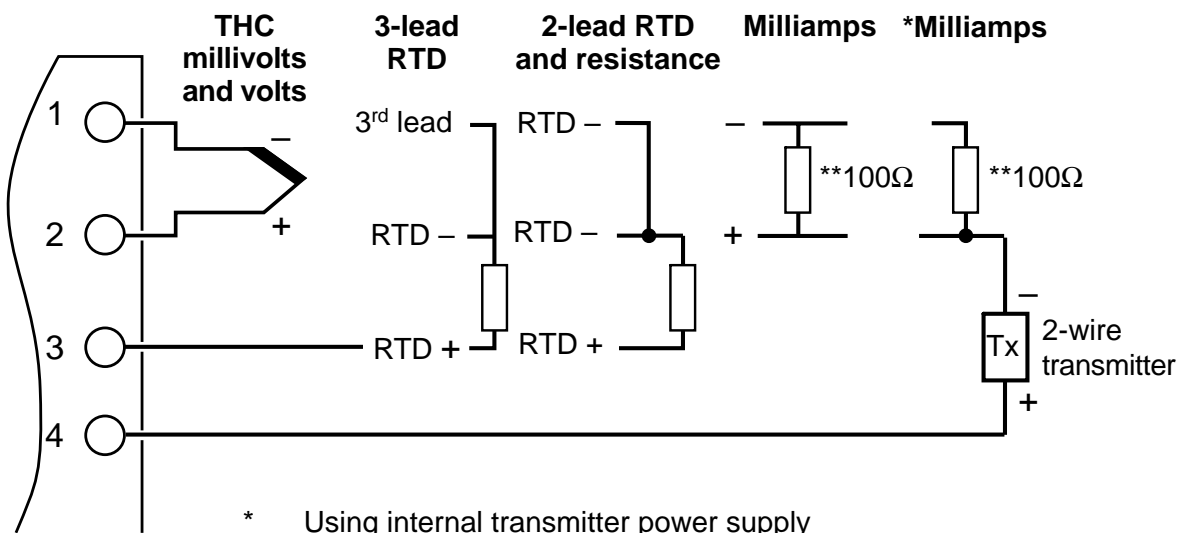 THC
millivolts
and volts
3-lead
RTD
2-lead RTD
and resistance
Milliamps
*Milliamps
1
–
3rd lead
RTD –
–
**100Ω
**100Ω
2
+
RTD –
RTD –
+
–
3
RTD +
RTD +
Tx
2-wire
transmitter
+
4
* Using internal transmitter power supply